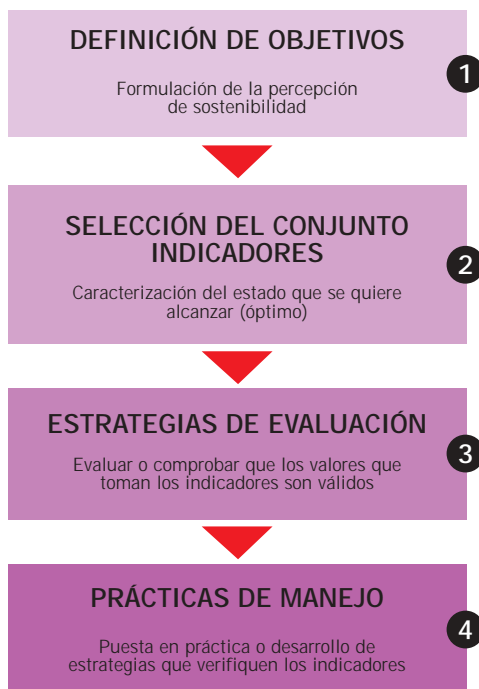 DEFINICIÓN DE OBJETIVOS
Formulación de la percepción
de sostenibilidad
1
SELECCIÓN DEL CONJUNTO
INDICADORES
Caracterización del estado que se quiere
alcanzar (óptimo)
2
ESTRATEGIAS DE EVALUACIÓN
Evaluar o comprobar que los valores que
toman los indicadores son válidos
3
PRÁCTICAS DE MANEJO
Puesta en práctica o desarrollo de
estrategias que verifiquen los indicadores
4